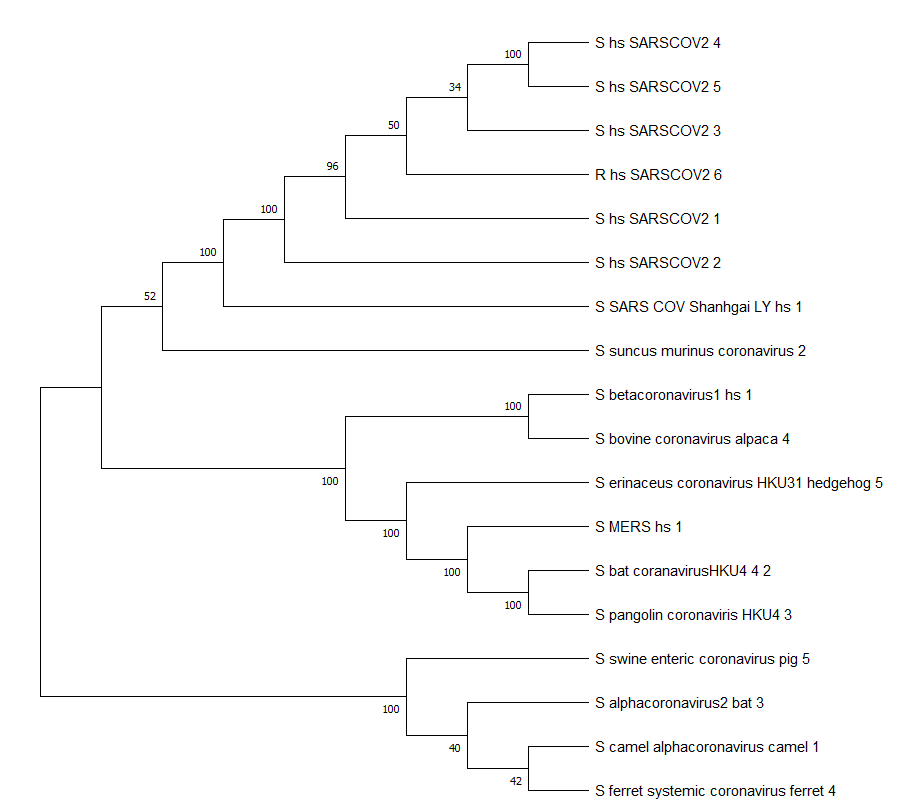 100
S hs SARSCOV2 4
S hs SARSCOV2 5
34
S hs SARSCOV2 3
50
R hs SARSCOV2 6
96
S hs SARSCOV2 1
100
S hs SARSCOV2 2
100
S SARS COV Shanhgai LY hs 1
52
S suncus murinus coronavirus 2
S betacoronavirus1 hs 1
100
S bovine coronavirus alpaca 4
100
S erinaceus coronavirus HKU31 hedgehog 5
100
S MERS hs 1
100
S bat coranavirusHKU4 4 2
100
S pangolin coronaviris HKU4 3
S swine enteric coronavirus pig 5
100
S alphacoronavirus2 bat 3
40
S camel alphacoronavirus camel 1
42
S ferret systemic coronavirus ferret 4